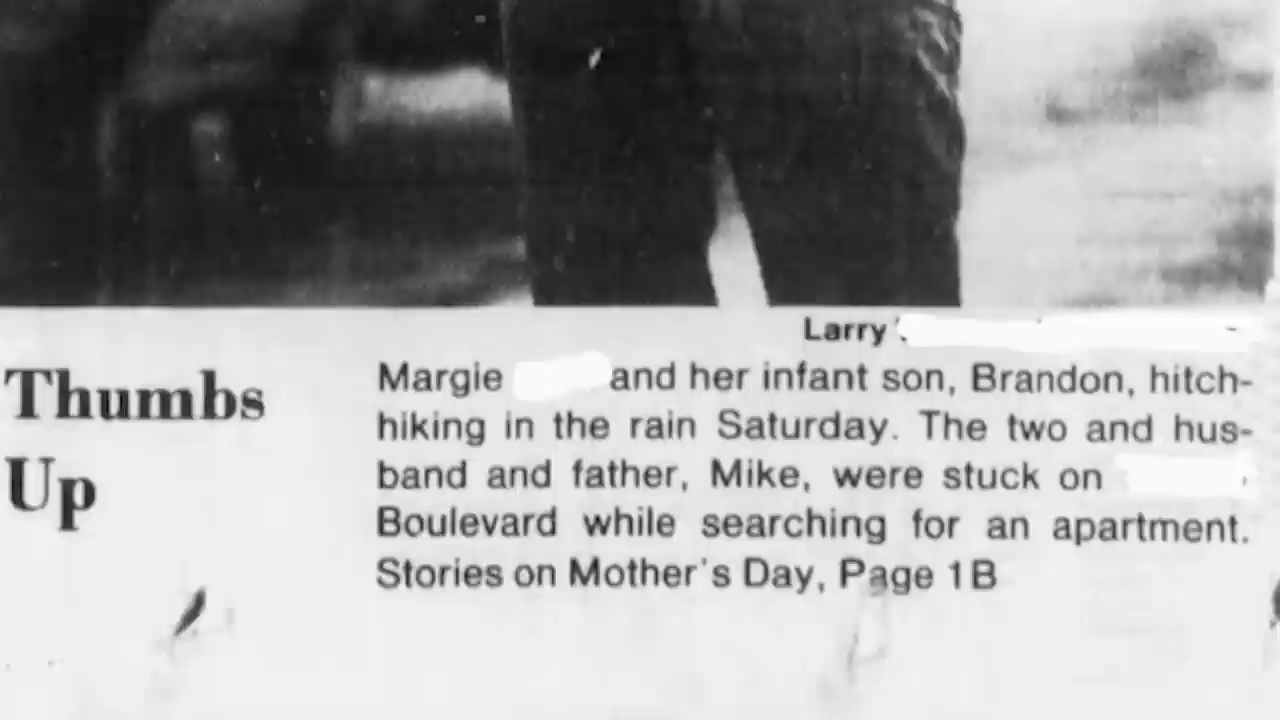 Larry
Thumbs
Up
Margie and her infant son, Brandon, hitch-
hiking in the rain Saturday. The two and hus-
band and father, Mike, were stuck on
Boulevard while searching for an apartment.
Stories on Mother's Day, Page 1B